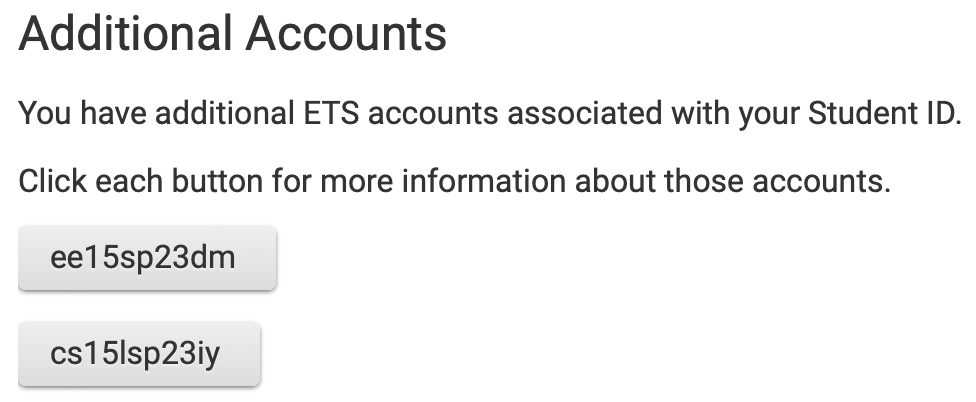 Additional Accounts
You have additional ETS accounts associated with your Student ID.
Click each button for more information about those accounts.
ee15sp23dm
cs15lsp23iy